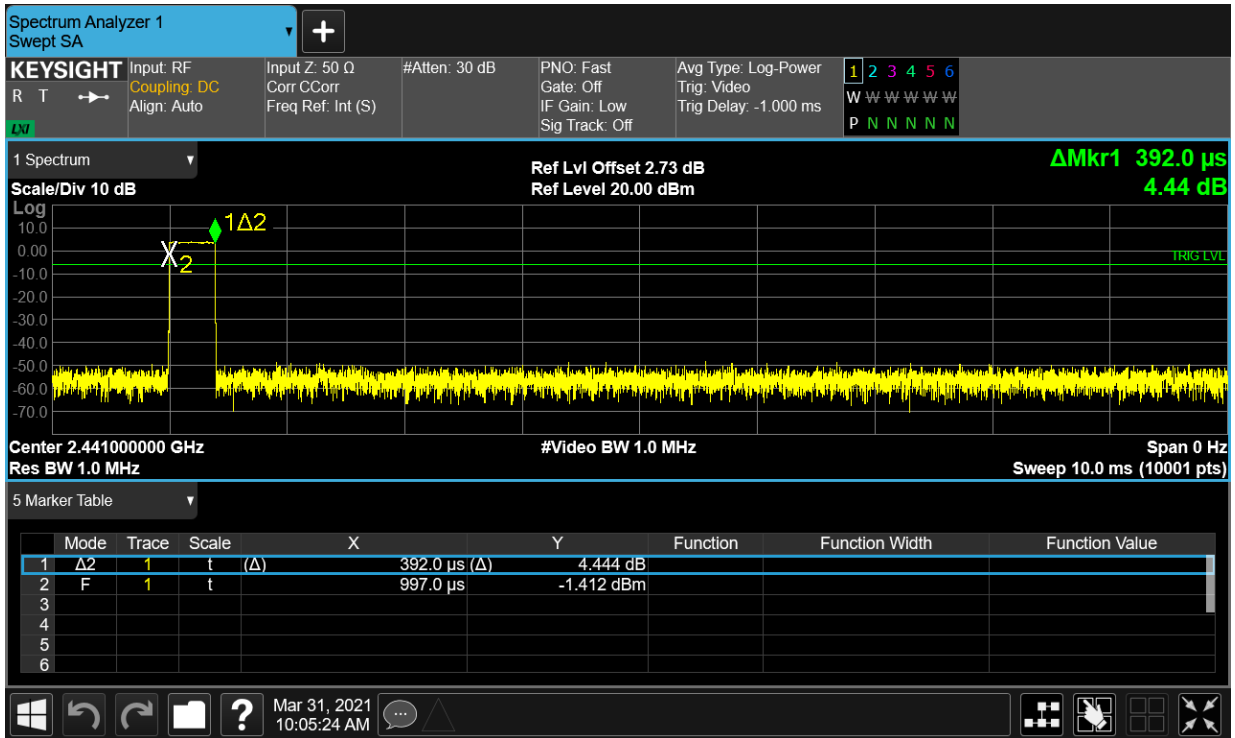 Spectrum Analyzer 1
Swept SA
KEYSIGHT
R T
LXI
Input: RF
Coupling: DC
Align: Auto
Input Z: 50 Ω
Corr CCorr
Freq Ref: Int (S)
#Atten: 30 dB
PNO: Fast
Gate: Off
IF Gain: Low
Sig Track: Off
Avg Type: Log-Power
Trig: Video
Trig Delay: -1.000 ms
1 2 3 4 5 6
W W W W W W
P N N N N N
1 Spectrum
Scale/Div 10 dB
Ref Lvl Offset 2.73 dB
Ref Level 20.00 dBm
ΔMkr1 392.0 µs
4.44 dB
Log
10.0
0.00
-10.0
-20.0
-30.0
-40.0
-50.0
-60.0
-70.0
1Δ2
2
TRIG LVL
Center 2.441000000 GHz
#Video BW 1.0 MHz
Span 0 Hz
Res BW 1.0 MHz
Sweep 10.0 ms (10001 pts)
5 Marker Table
Mode Trace Scale X Y Function Function Width Function Value
1 Δ2 1 t (Δ) 392.0 µs (Δ) 4.444 dB
2 F 1 t 997.0 µs -1.412 dBm
3
4
5
6
?
Mar 31, 2021
10:05:24 AM